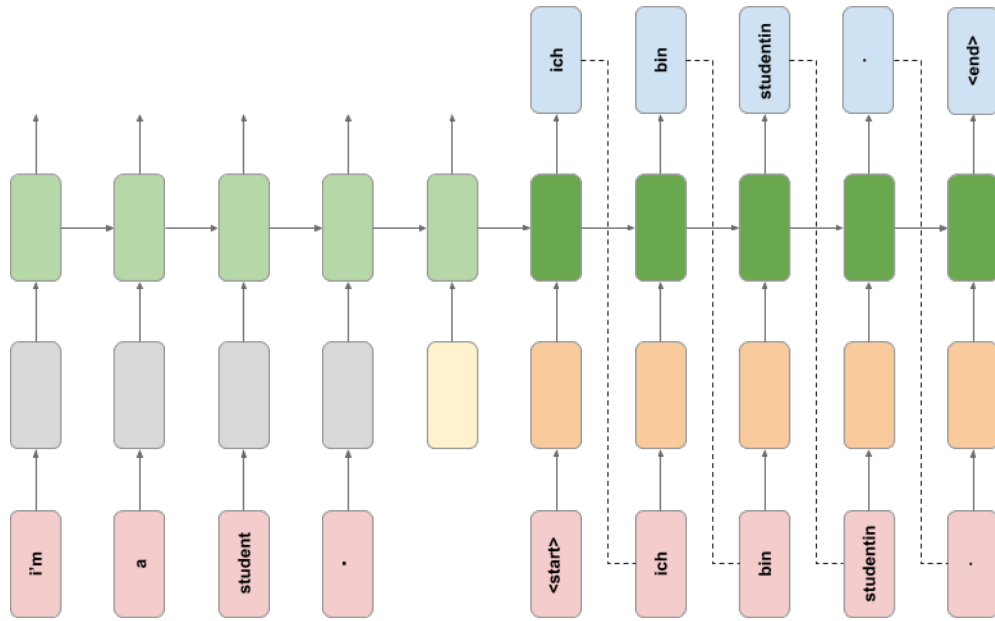 ich
bin
studentin
.
<end>
i'm
a
student
.
<start>
ich
bin
studentin
.